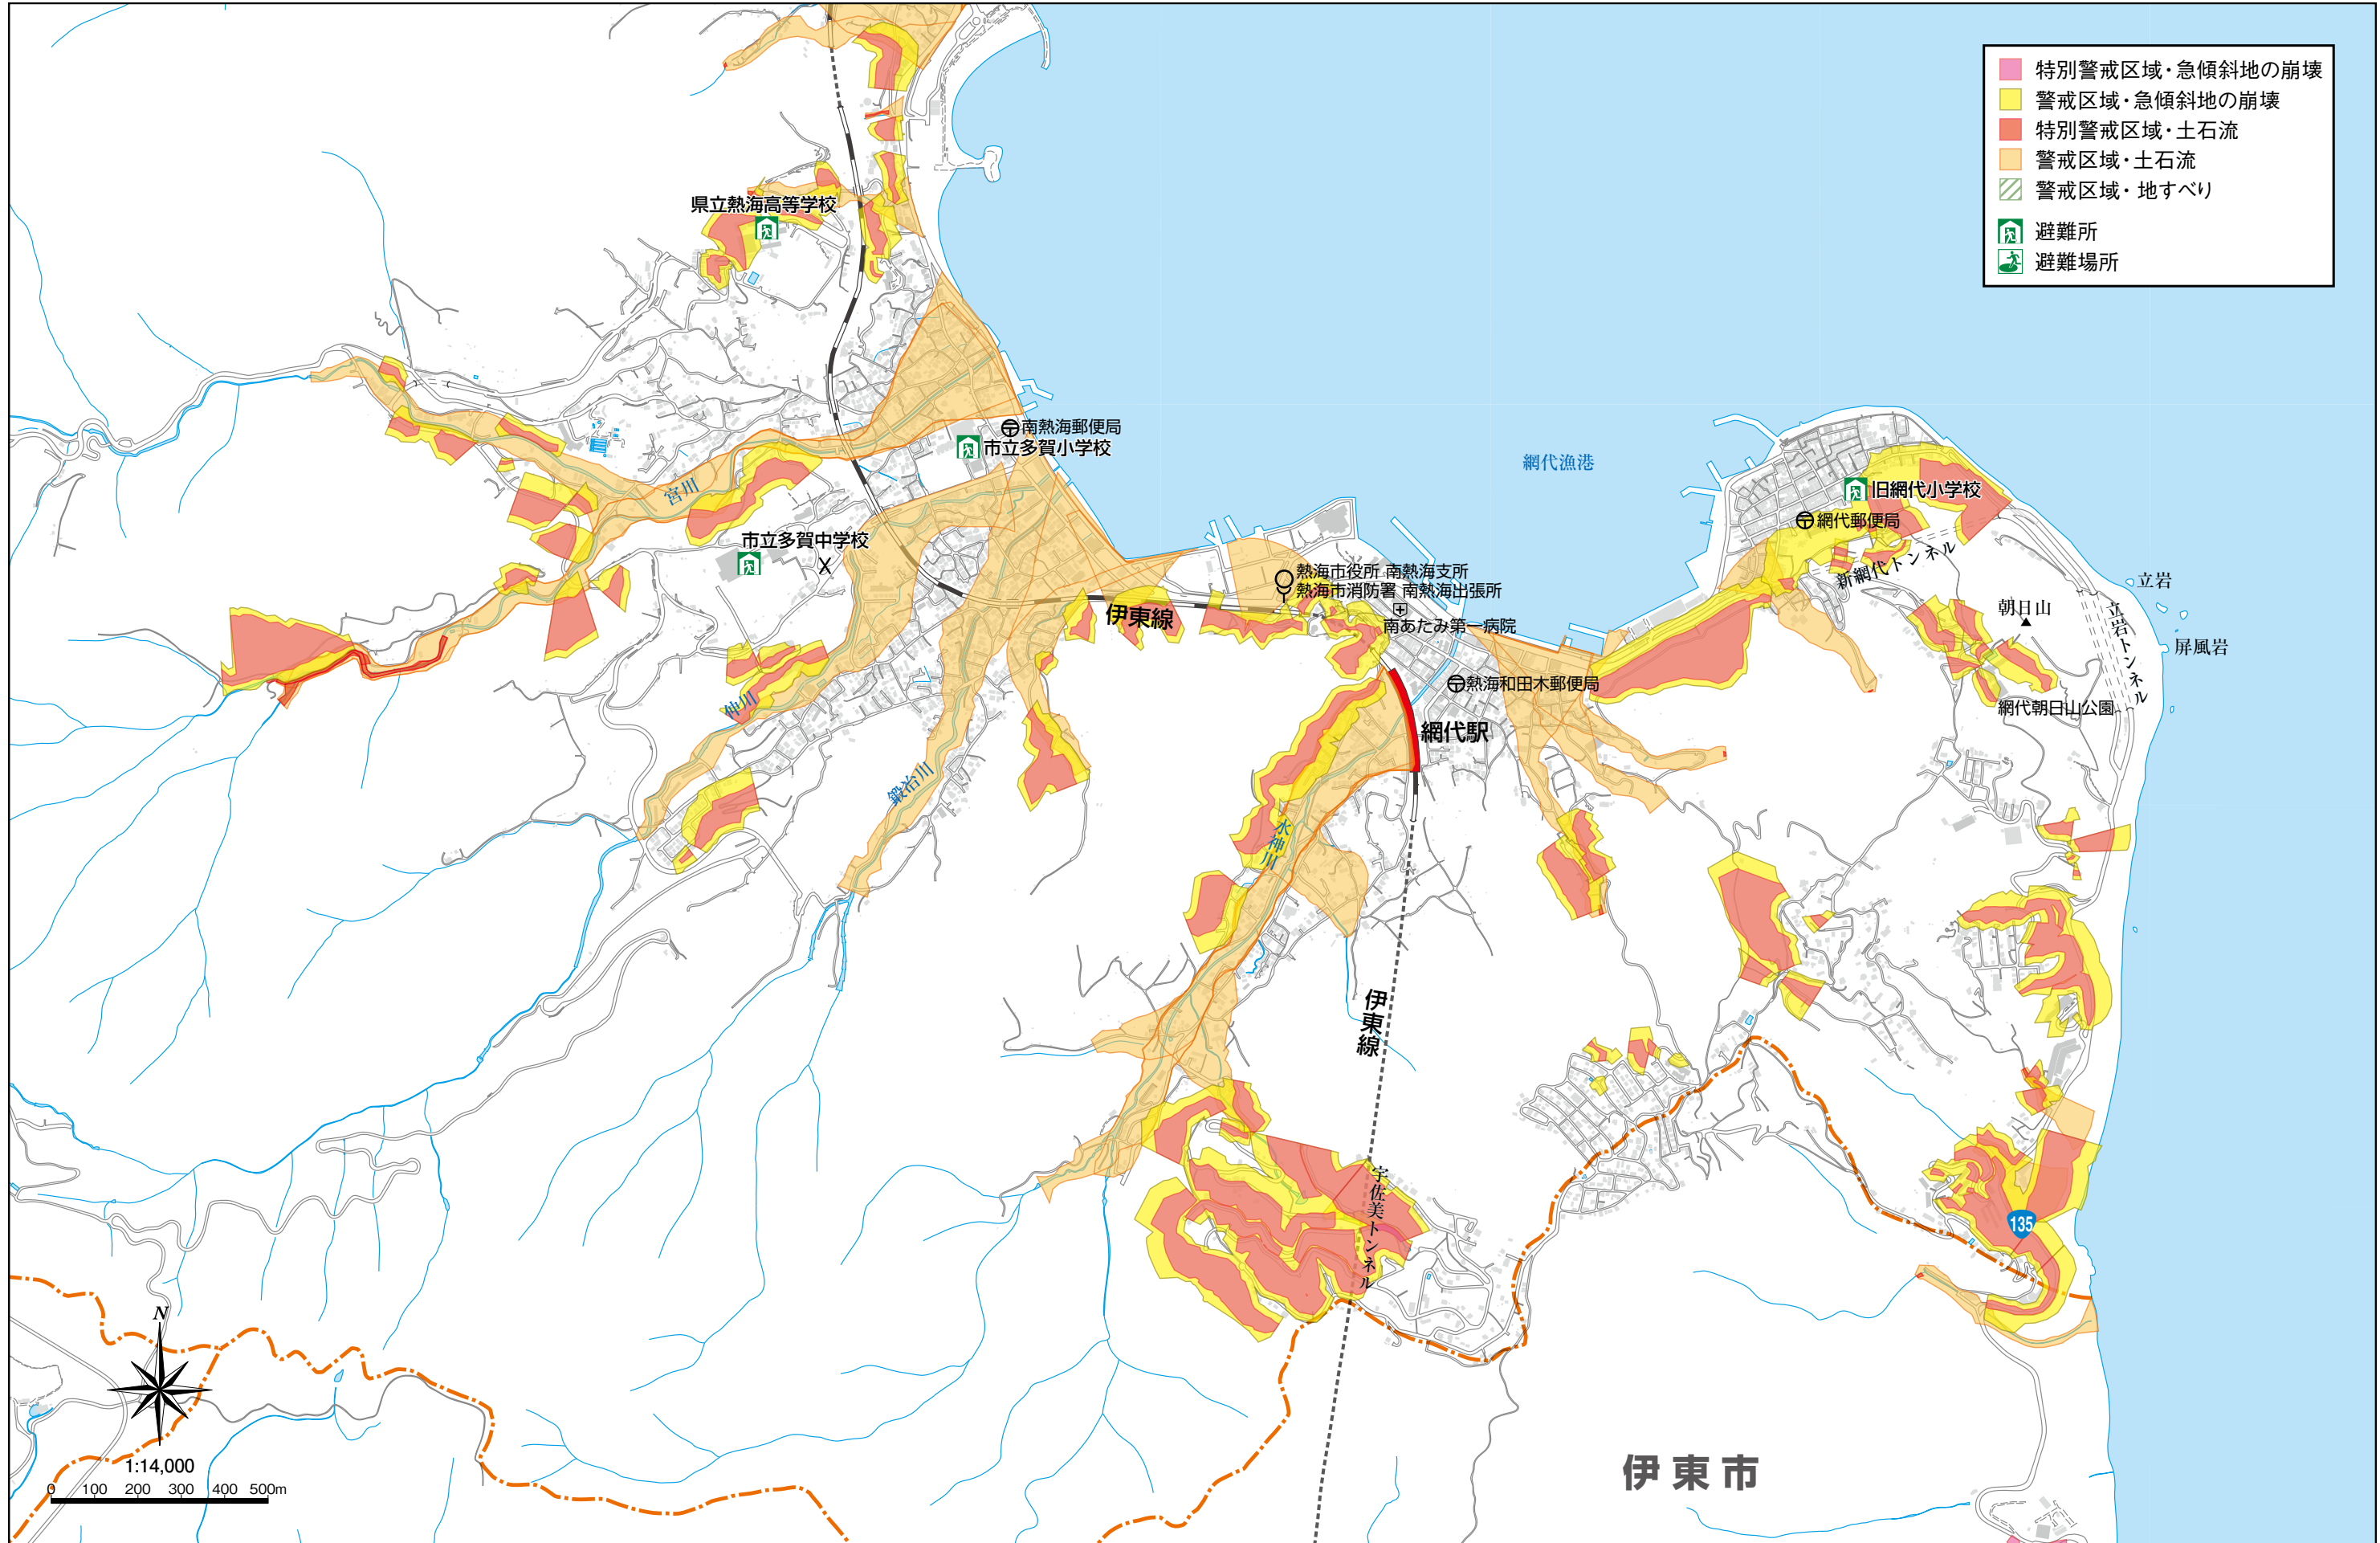 特別警戒区域・急傾斜地の崩壊
警戒区域・急傾斜地の崩壊
特別警戒区域・土石流
警戒区域・土石流
警戒区域・地すべり
避難所
避難場所
県立熱海高等学校
南熱海郵便局
市立多賀小学校
網代漁港
宮川
旧網代小学校
網代郵便局
市立多賀中学校
新網代トンネル
熱海市役所 南熱海支所
熱海市消防署 南熱海出張所
立岩
朝日山
伊東線
南あたみ第一病院
立岩トンネル
屏風岩
熱海和田木郵便局
仲川
網代朝日山公園
網代駅
鍛治川
水神川
伊東線
宇佐美トンネル
135
N
1:14,000
0 100 200 300 400 500m
伊東市